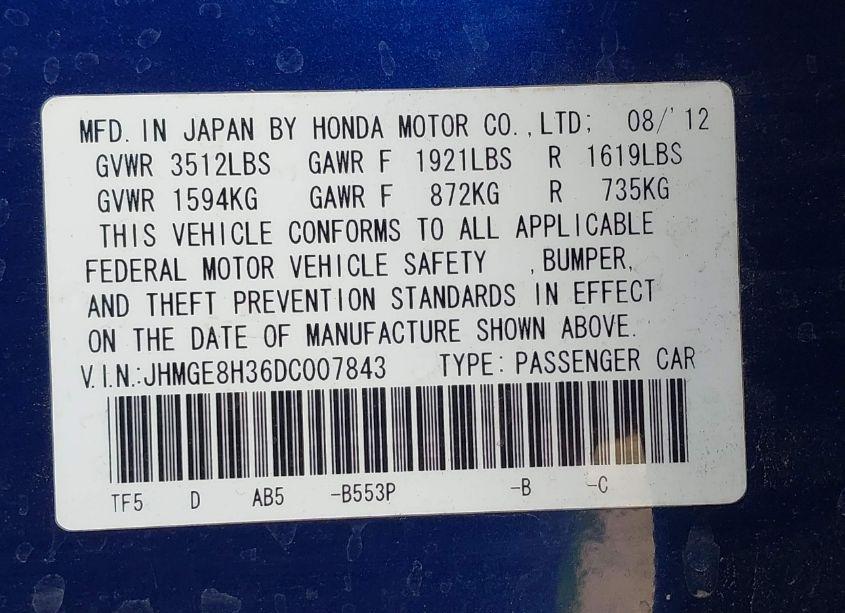 MFD. IN JAPAN BY HONDA MOTOR CO.,LTD; 08/'12
GVWR 3512LBS GAWR F 1921LBS R 1619LBS
GVWR 1594KG GAWR F 872KG R 735KG
THIS VEHICLE CONFORMS TO ALL APPLICABLE
FEDERAL MOTOR VEHICLE SAFETY ,BUMPER,
AND THEFT PREVENTION STANDARDS IN EFFECT
ON THE DATE OF MANUFACTURE SHOWN ABOVE.
V.I.N.:JHMGE8H36DC007843 TYPE: PASSENGER CAR
TF5 D AB5 -B553P -B -C